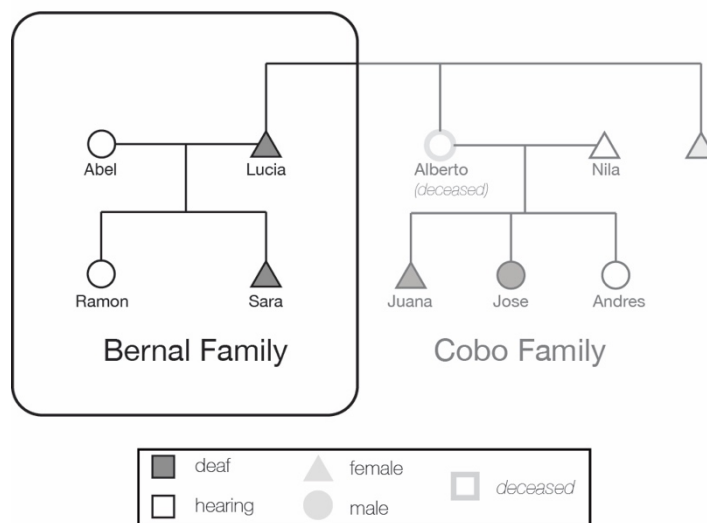 Abel
Lucia
Alberto
(deceased)
Nila
Ramon
Sara
Juana
Jose
Andres
Bernal Family
Cobo Family
deaf
female
deceased
hearing
male